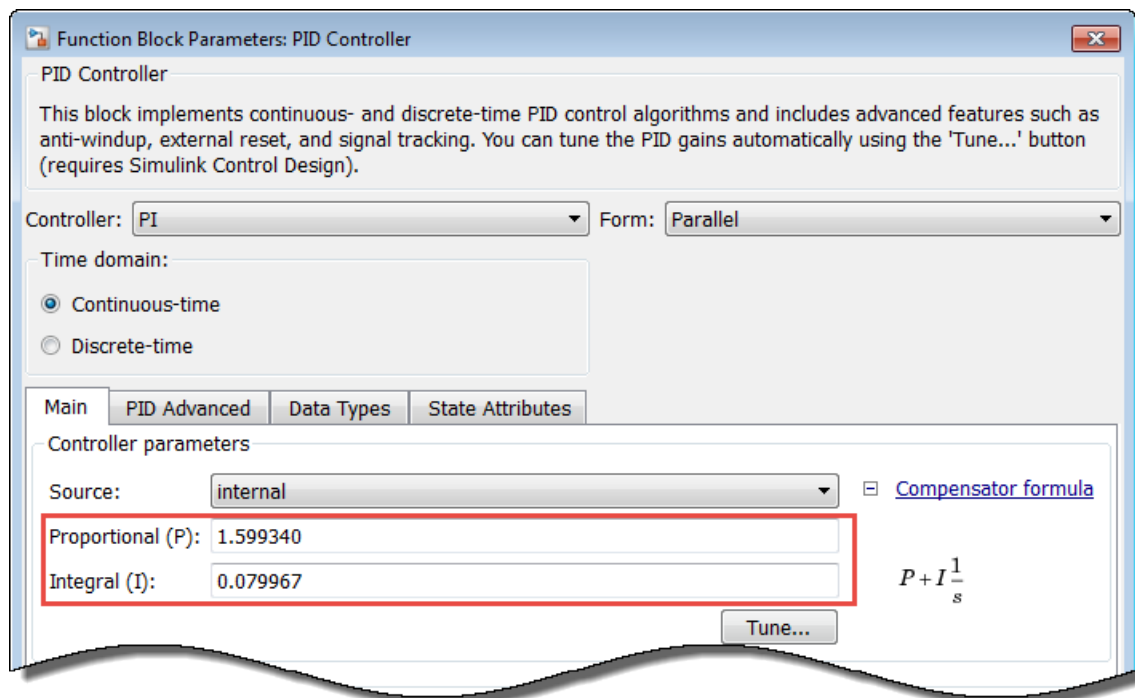 Function Block Parameters: PID Controller
PID Controller
This block implements continuous- and discrete-time PID control algorithms and includes advanced features such as
anti-windup, external reset, and signal tracking. You can tune the PID gains automatically using the 'Tune...' button
(requires Simulink Control Design).
Controller: PI Form: Parallel
Time domain:
Continuous-time
Discrete-time
Main PID Advanced Data Types State Attributes
Controller parameters
Source: internal Compensator formula
Proportional (P): 1.599340
Integral (I): 0.079967
P + I 1/s
Tune...